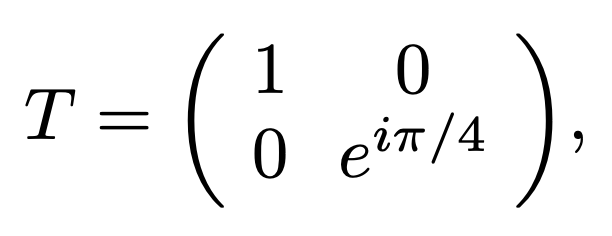 T = ( 1 0
0 e^{iπ/4} ),